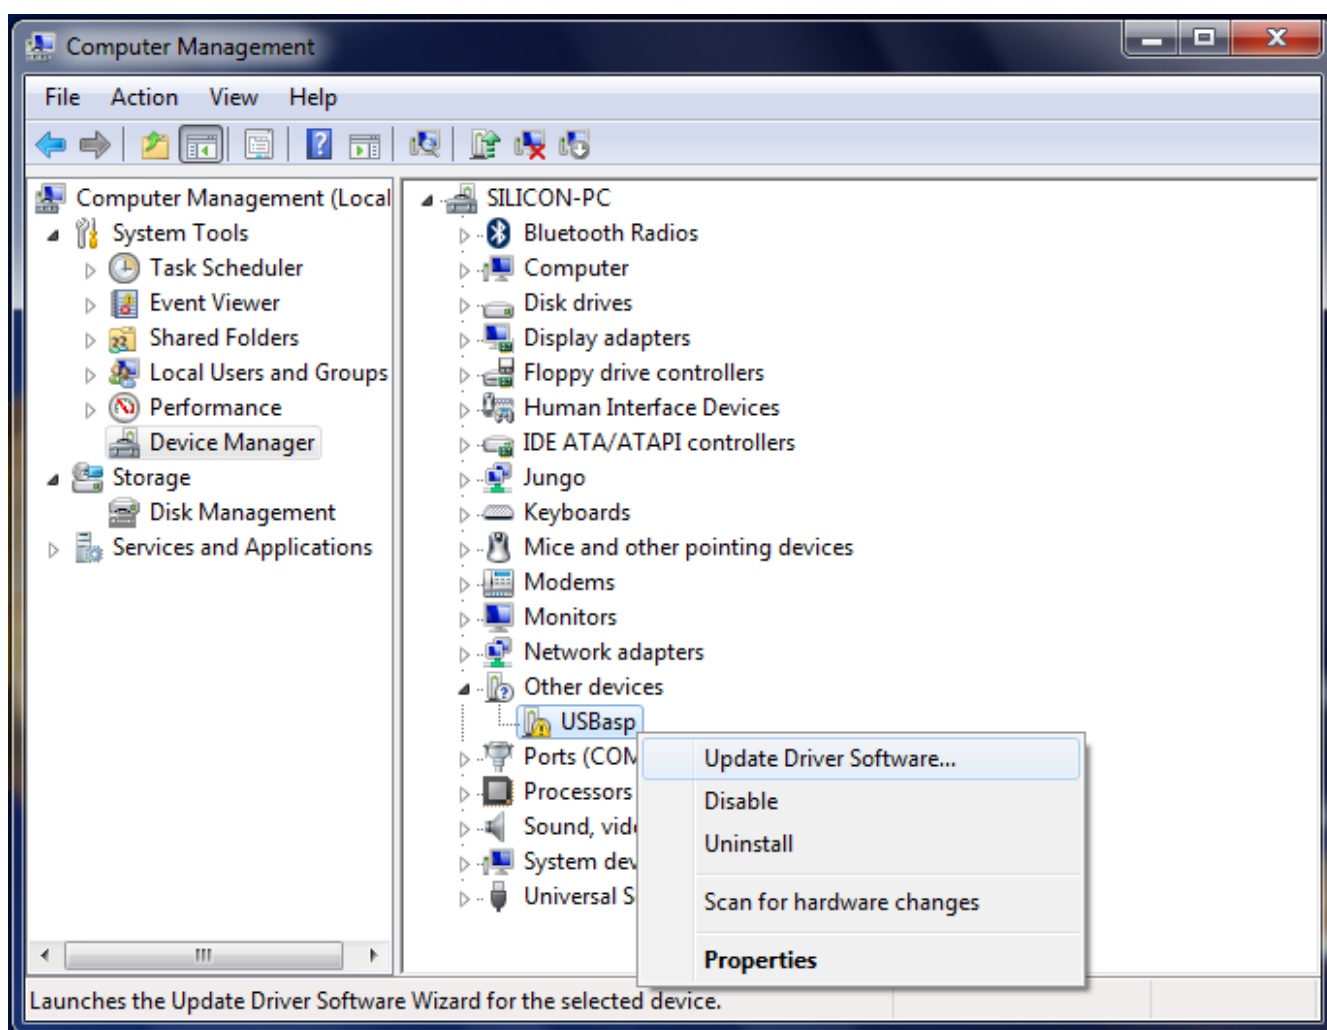 Computer Management
File Action View Help
Computer Management (Local
System Tools
Task Scheduler
Event Viewer
Shared Folders
Local Users and Groups
Performance
Device Manager
Storage
Disk Management
Services and Applications
SILICON-PC
Bluetooth Radios
Computer
Disk drives
Display adapters
Floppy drive controllers
Human Interface Devices
IDE ATA/ATAPI controllers
Jungo
Keyboards
Mice and other pointing devices
Modems
Monitors
Network adapters
Other devices
USBasp
Ports (COM
Processors
Sound, vide
System dev
Universal S
Update Driver Software...
Disable
Uninstall
Scan for hardware changes
Properties
Launches the Update Driver Software Wizard for the selected device.